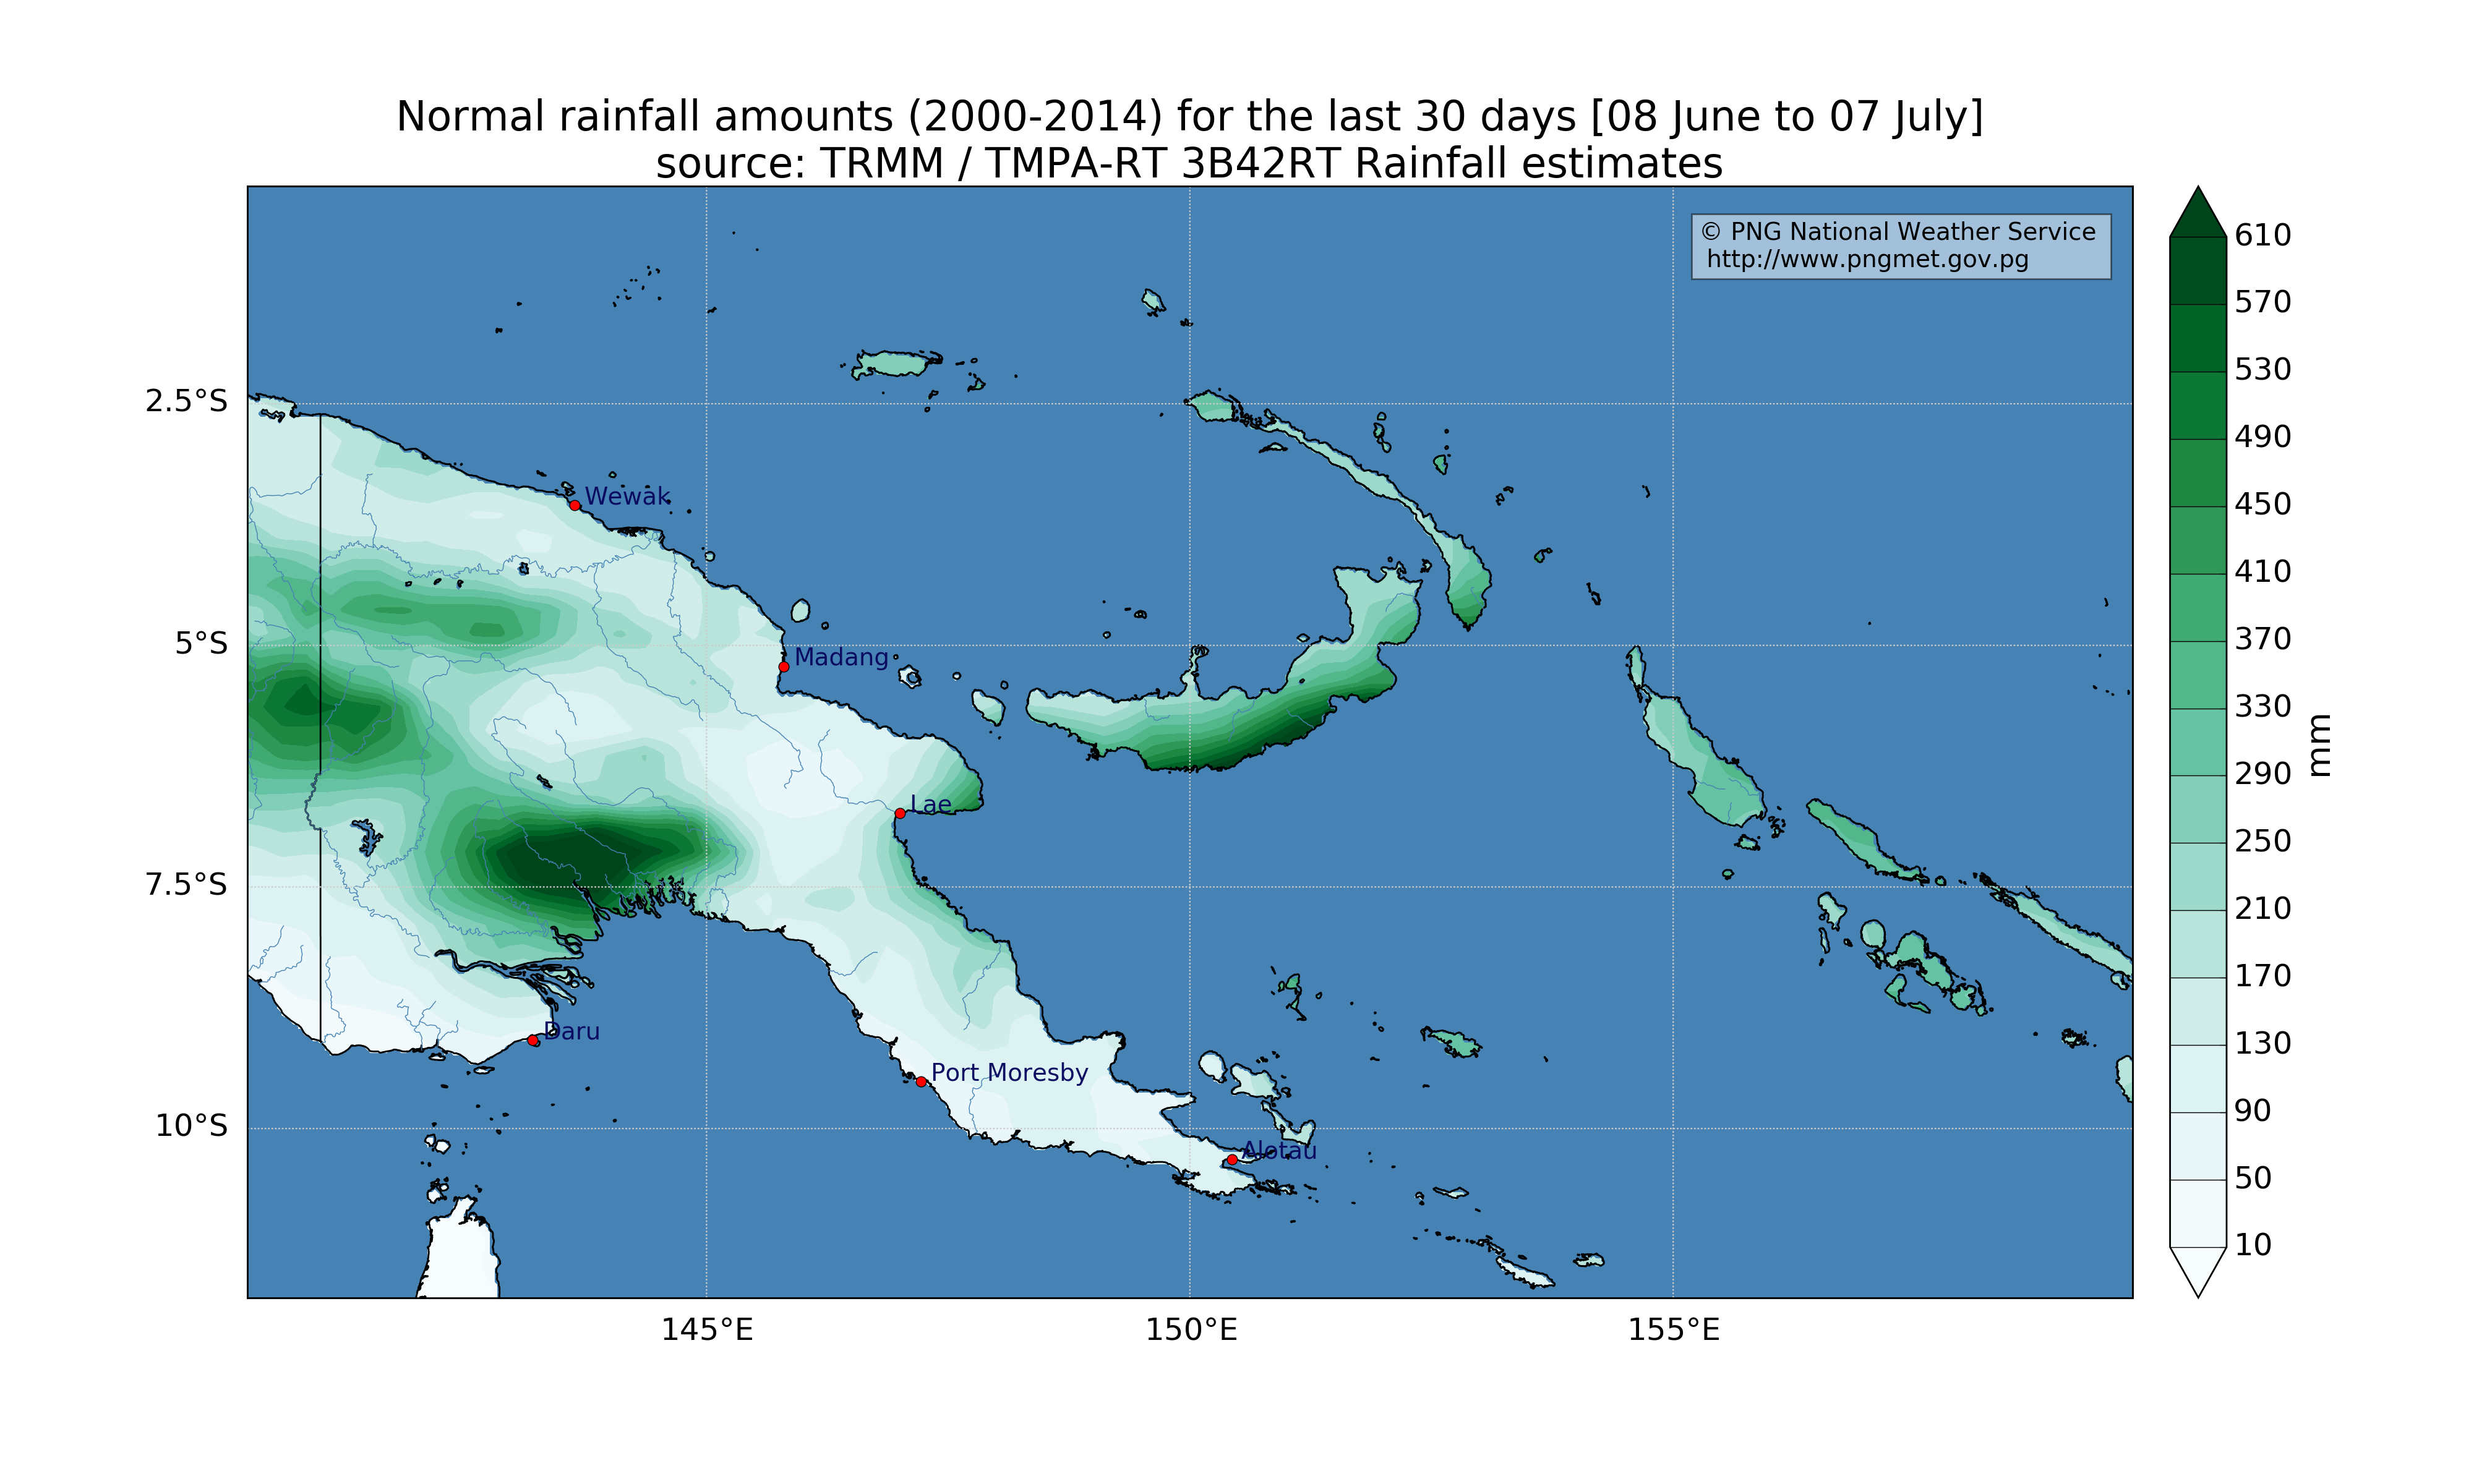 Normal rainfall amounts (2000-2014) for the last 30 days [08 June to 07 July]
source: TRMM / TMPA-RT 3B42RT Rainfall estimates
© PNG National Weather Service
http://www.pngmet.gov.pg
610
570
530
490
450
410
370
330
290
250
210
170
130
90
50
10
mm
2.5°S
5°S
7.5°S
10°S
Wewak
Madang
Lae
Daru
Port Moresby
Alotau
145°E
150°E
155°E